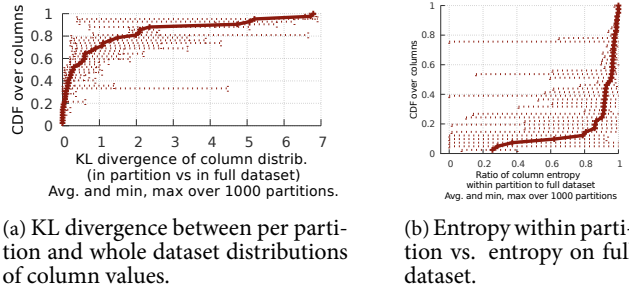 CDF over columns
1
0.8
0.6
0.4
0.2
0
0 1 2 3 4 5 6 7
KL divergence of column distrib.
(in partition vs in full dataset)
Avg. and min, max over 1000 partitions.
(a) KL divergence between per parti-
tion and whole dataset distributions
of column values.
CDF over columns
1
0.8
0.6
0.4
0.2
0
0 0.2 0.4 0.6 0.8 1
Ratio of column entropy
within partition to full dataset
Avg. and min, max over 1000 partitions
(b) Entropy within parti-
tion vs. entropy on full
dataset.